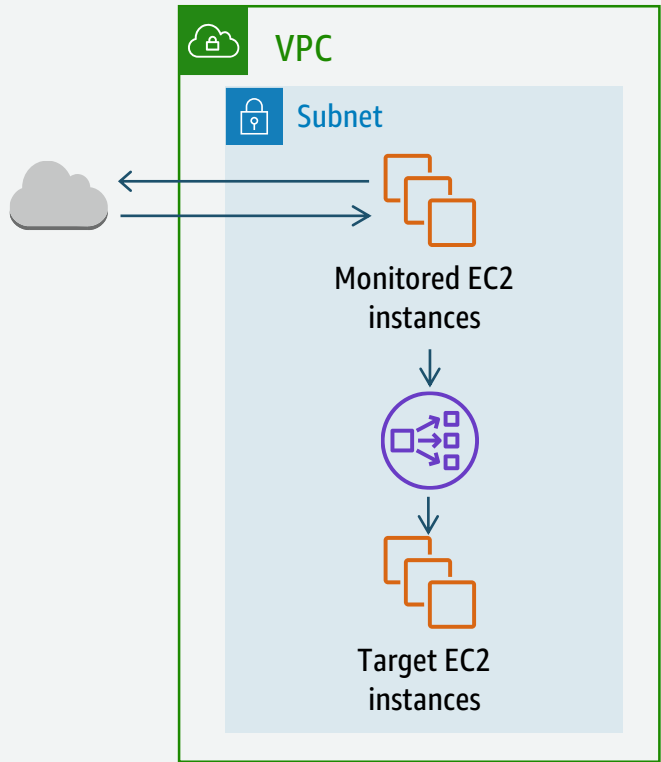 VPC
Subnet
Monitored EC2
instances
Target EC2
instances